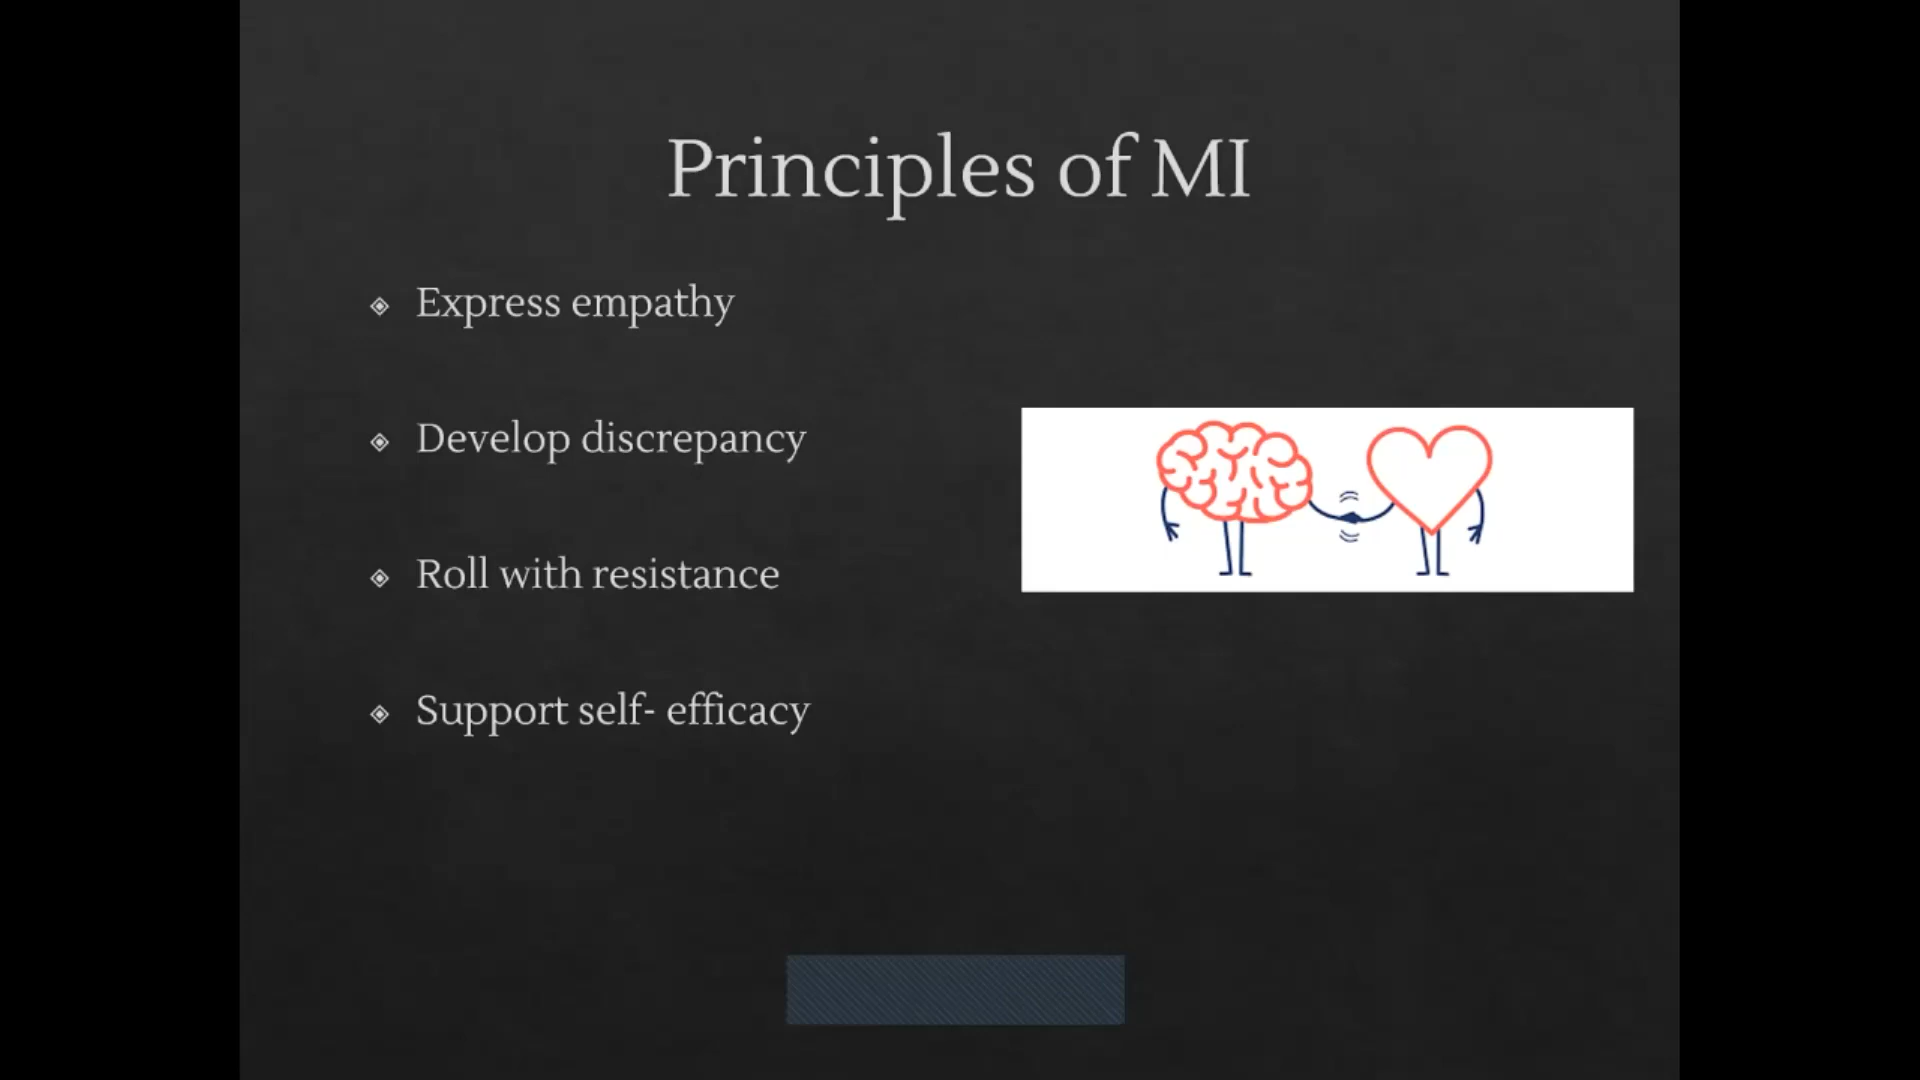 Principles of MI
Express empathy
Develop discrepancy
Roll with resistance
Support self- efficacy